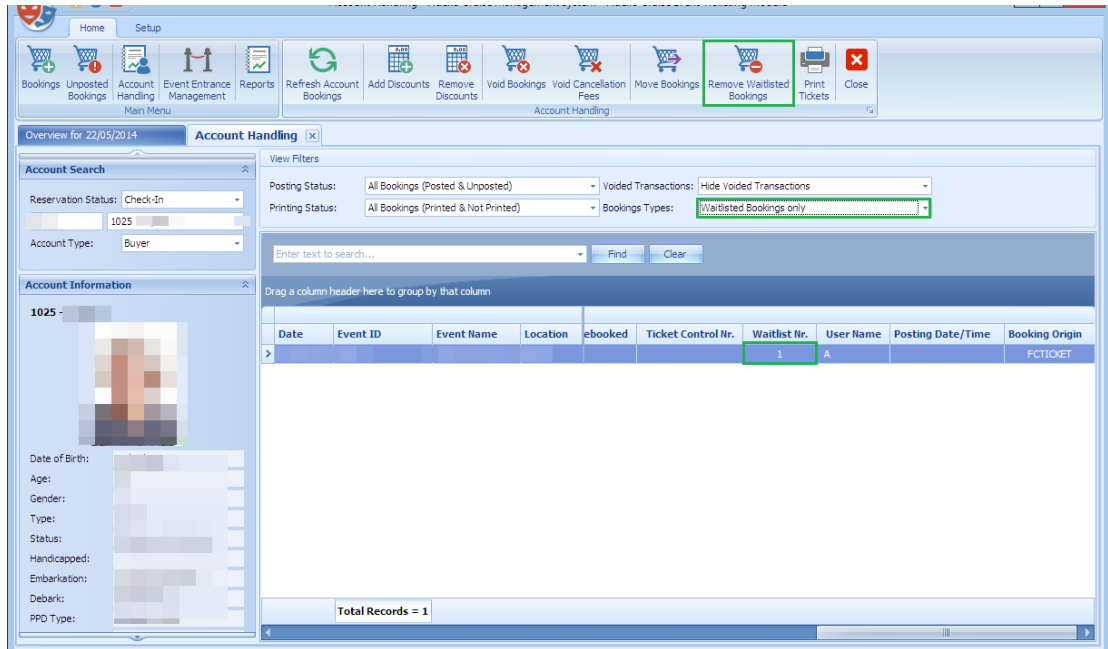 Home Setup
Bookings
Unposted Bookings
Account Handling
Event Entrance Management
Reports
Main Menu
Refresh Account Bookings
Add Discounts
Remove Discounts
Void Bookings
Void Cancellation Fees
Move Bookings
Remove Waitlisted Bookings
Print Tickets
Close
Account Handling
Overview for 22/05/2014
Account Handling
Account Search
Reservation Status: Check-In
1025
Account Type: Buyer
Account Information
1025 -
Date of Birth:
Age:
Gender:
Type:
Status:
Handicapped:
Embarkation:
Debark:
PPD Type:
View Filters
Posting Status: All Bookings (Posted & Unposted) Voided Transactions: Hide Voided Transactions
Printing Status: All Bookings (Printed & Not Printed) Bookings Types: Waitlisted Bookings only
Enter text to search... Find Clear
Drag a column header here to group by that column
Date Event ID Event Name Location ebooked Ticket Control Nr. Waitlist Nr. User Name Posting Date/Time Booking Origin
1 A FCTICKET
Total Records = 1